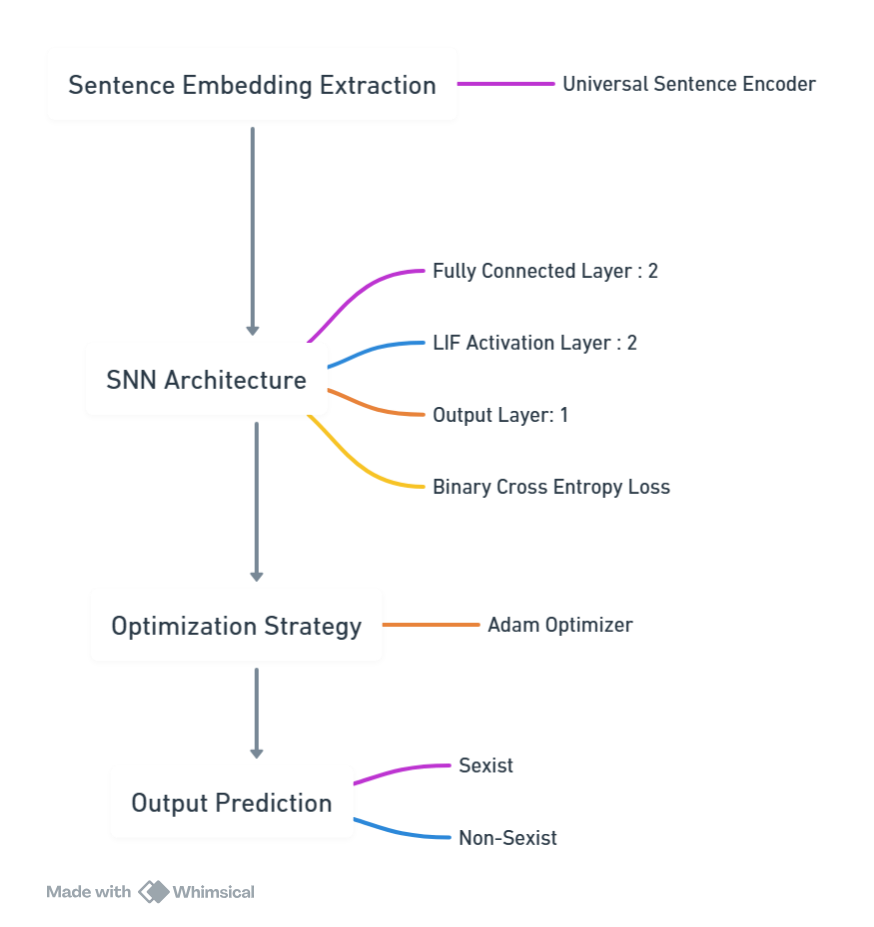 Sentence Embedding Extraction
Universal Sentence Encoder
Fully Connected Layer : 2
LIF Activation Layer : 2
SNN Architecture
Output Layer: 1
Binary Cross Entropy Loss
Optimization Strategy
Adam Optimizer
Sexist
Output Prediction
Non-Sexist
Made with Whimsical